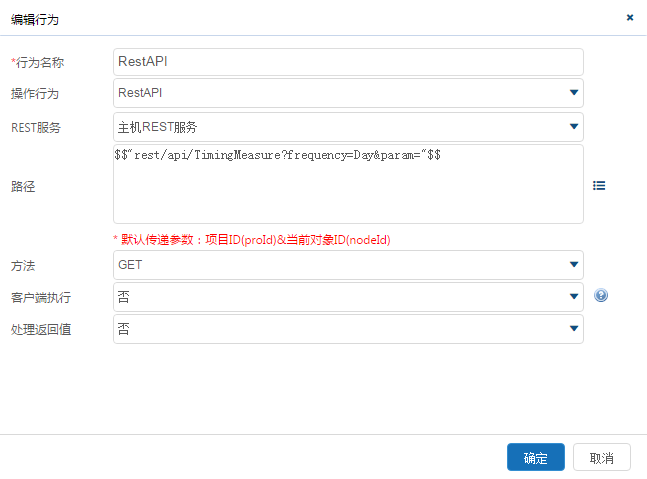 编辑行为
*行为名称 RestAPI
操作行为 RestAPI
REST服务 主机REST服务
路径 $$"rest/api/TimingMeasure?frequency=Day&param="$$
* 默认传递参数：项目ID(proId)&当前对象ID(nodeId)
方法 GET
客户端执行 否
处理返回值 否
确定 取消